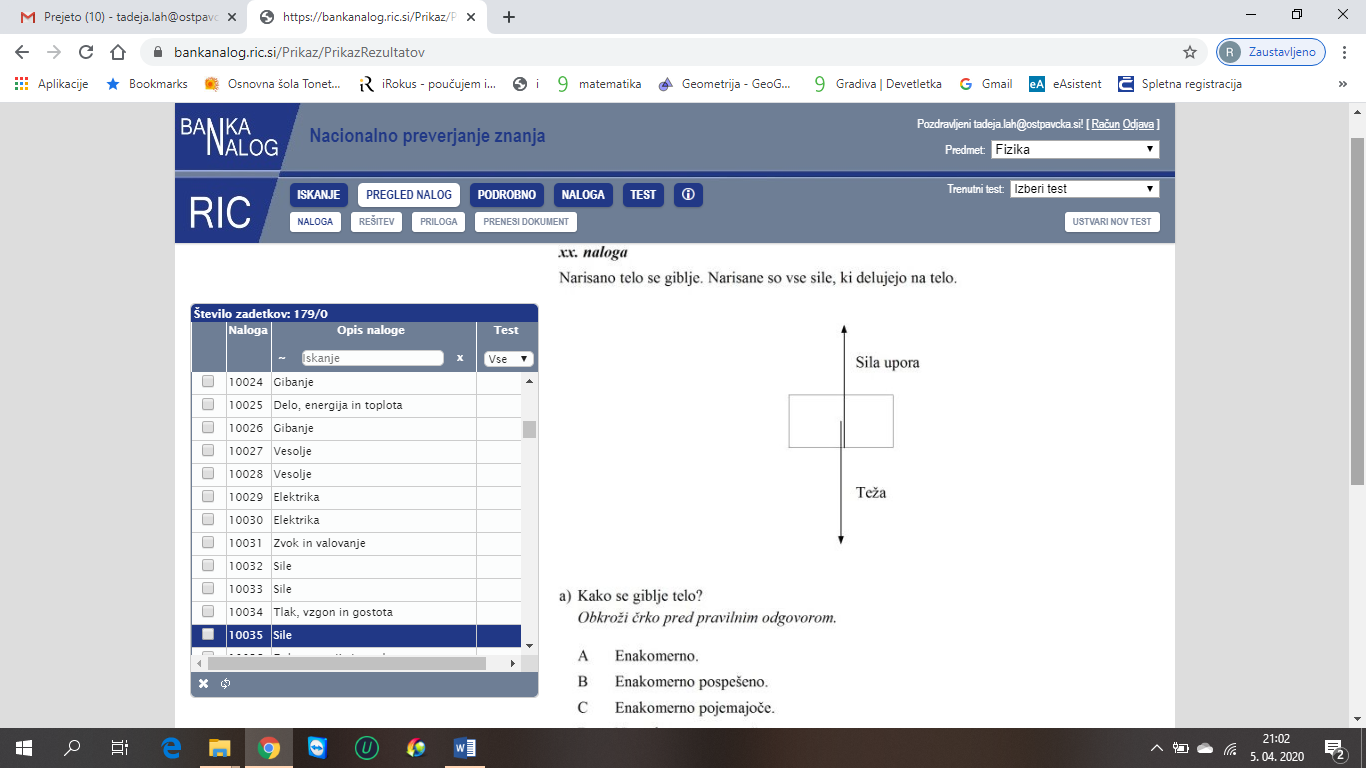 Prejeto (10) - tadeja.lah@ostpavc
https://bankanalog.ric.si/Prikaz/P
bankanalog.ric.si/Prikaz/PrikazRezultatov
R Zaustavljeno
Aplikacije Bookmarks Osnovna šola Tonet... iRokus – poučujem i... i matematika Geometrija - GeoG... Gradiva | Devetletka Gmail eAsistent Spletna registracija »
BANKA NALOG
Nacionalno preverjanje znanja
Pozdravljeni tadeja.lah@ostpavcka.si! [ Račun Odjava ]
Predmet: Fizika
RIC
ISKANJE PREGLED NALOG PODROBNO NALOGA TEST
Trenutni test: Izberi test
NALOGA REŠITEV PRILOGA PRENESI DOKUMENT USTVARI NOV TEST
Število zadetkov: 179/0
Naloga Opis naloge Test
~ Iskanje x Vse
10024 Gibanje
10025 Delo, energija in toplota
10026 Gibanje
10027 Vesolje
10028 Vesolje
10029 Elektrika
10030 Elektrika
10031 Zvok in valovanje
10032 Sile
10033 Sile
10034 Tlak, vzgon in gostota
10035 Sile
xx. naloga
Narisano telo se giblje. Narisane so vse sile, ki delujejo na telo.
Sila upora
Teža
a) Kako se giblje telo?
Obkroži črko pred pravilnim odgovorom.
A Enakomerno.
B Enakomerno pospešeno.
C Enakomerno pojemajoče.
21:02
5. 04. 2020
2